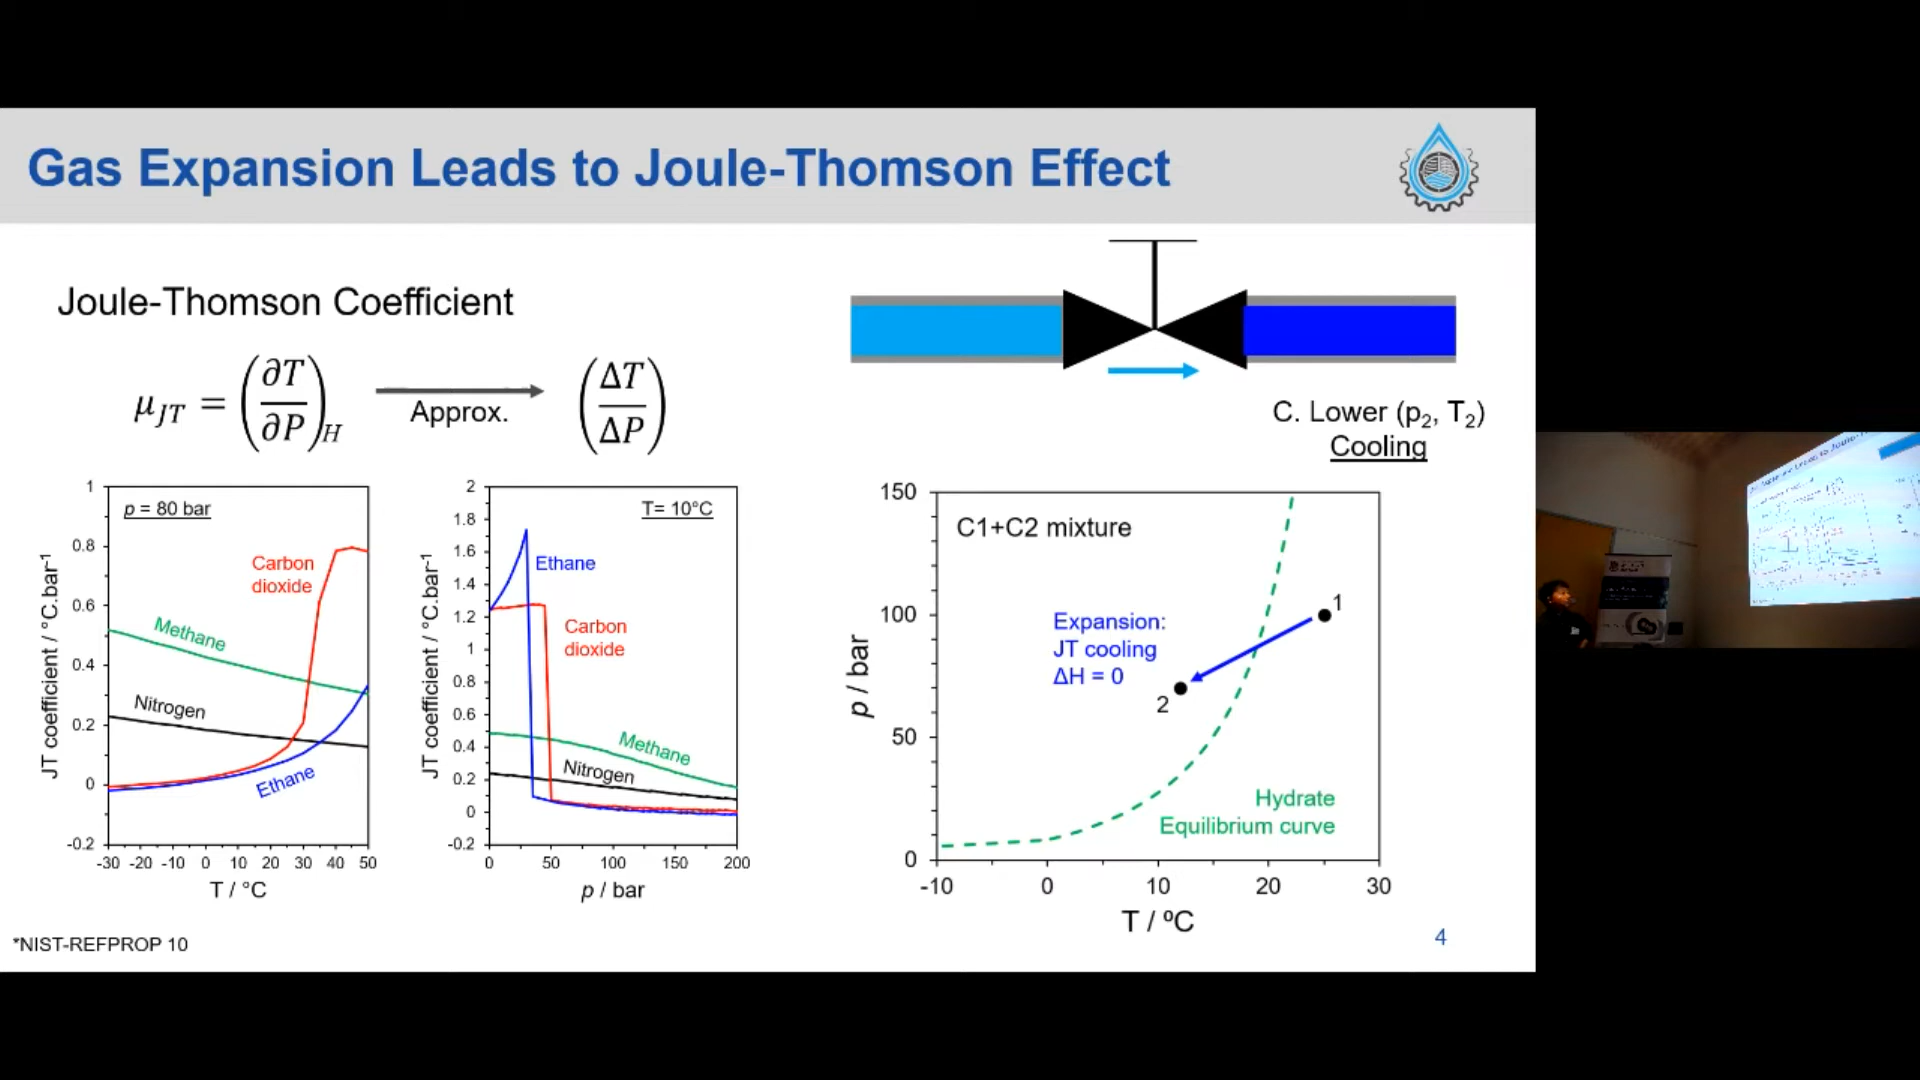 Gas Expansion Leads to Joule-Thomson Effect
Joule-Thomson Coefficient
μ_JT = (∂T/∂P)_H
Approx.
(ΔT/ΔP)
C. Lower (p₂, T₂)
Cooling
p = 80 bar
Carbon
dioxide
Methane
Nitrogen
Ethane
JT coefficient / °C.bar⁻¹
1
0.8
0.6
0.4
0.2
0
-0.2
-30 -20 -10 0 10 20 30 40 50
T / °C
T= 10°C
Ethane
Carbon
dioxide
Methane
Nitrogen
JT coefficient / °C.bar⁻¹
2
1.8
1.6
1.4
1.2
1
0.8
0.6
0.4
0.2
0
-0.2
0 50 100 150 200
p / bar
C1+C2 mixture
1
Expansion:
JT cooling
ΔH = 0
2
Hydrate
Equilibrium curve
p / bar
150
100
50
0
-10 0 10 20 30
T / ºC
*NIST-REFPROP 10
4